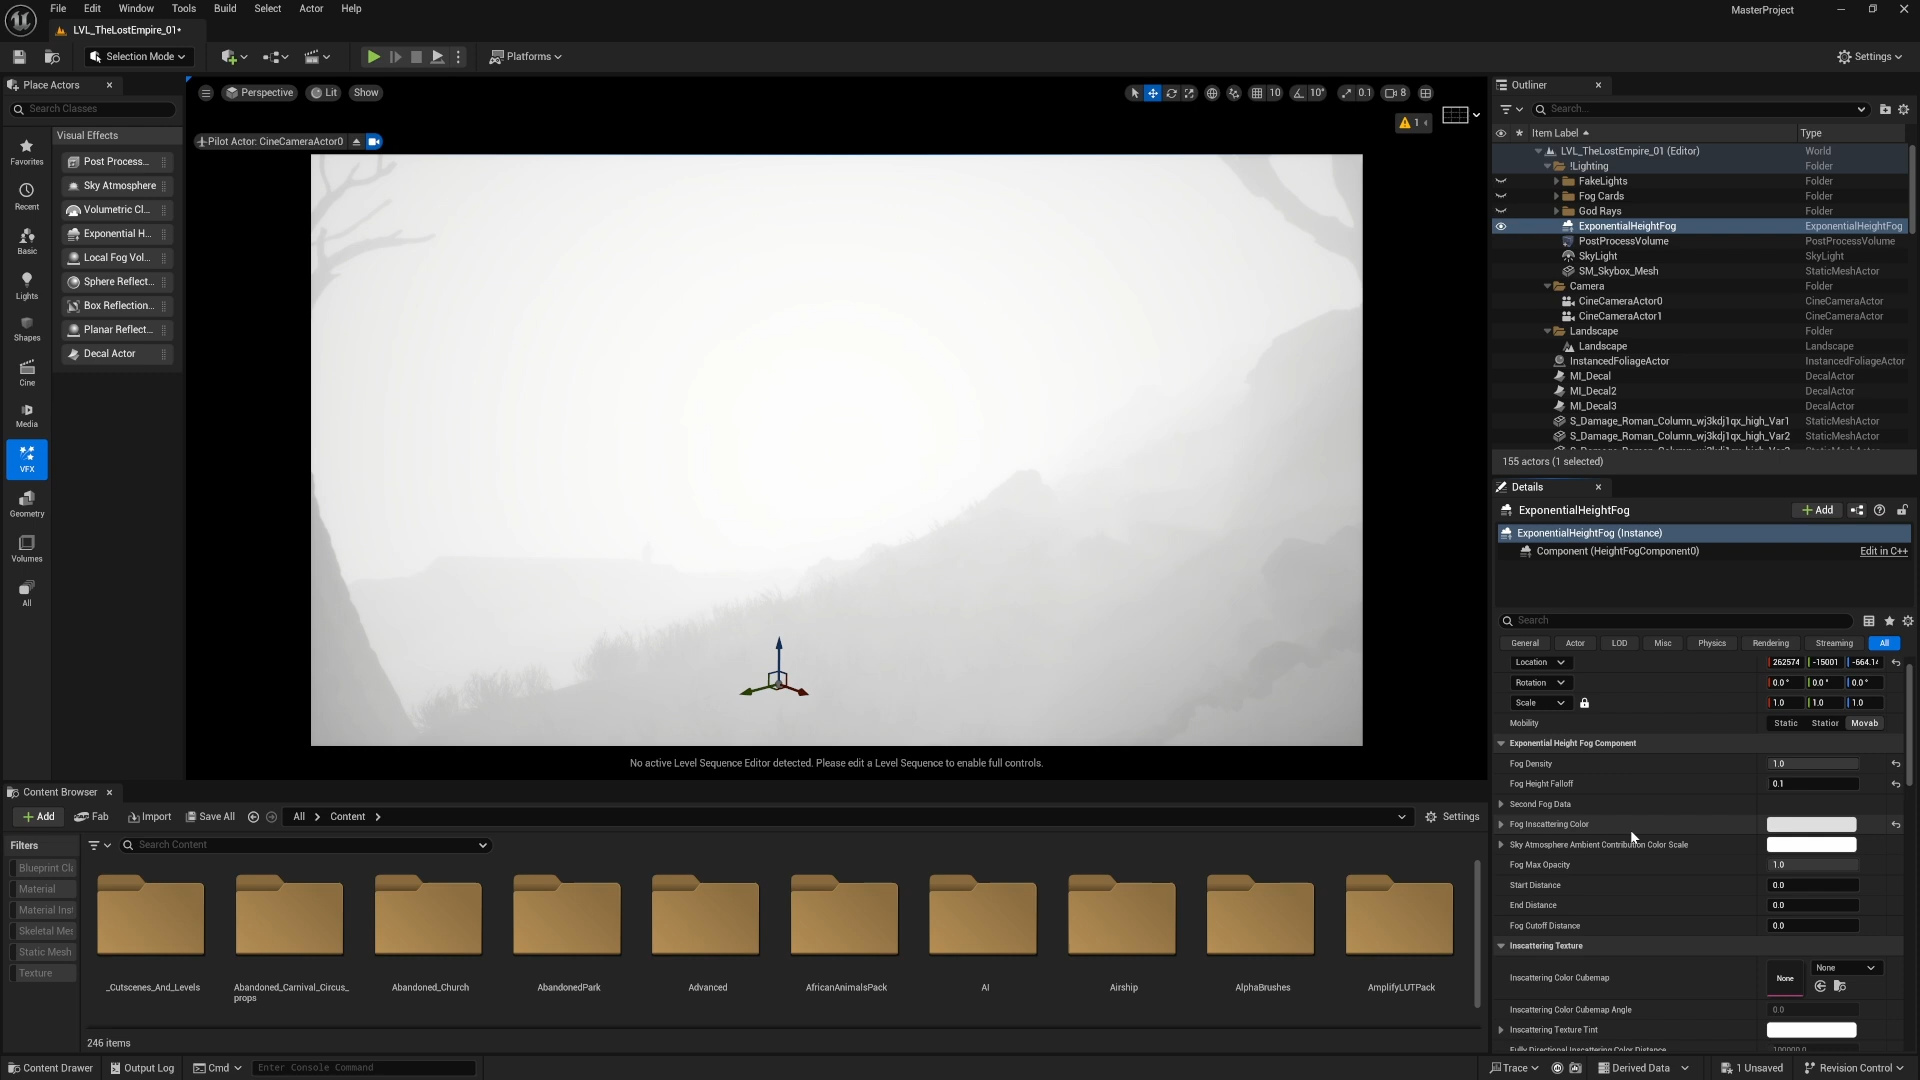 File Edit Window Tools Build Select Actor Help
MasterProject
LVL_TheLostEmpire_01*
Selection Mode
Platforms
Settings
Place Actors
Search Classes
Visual Effects
Favorites
Recent
Basic
Lights
Shapes
Cine
Media
VFX
Geometry
Volumes
All
Post Process...
Sky Atmosphere
Volumetric Cl...
Exponential H...
Local Fog Vol...
Sphere Reflect...
Box Reflection...
Planar Reflect...
Decal Actor
Perspective Lit Show
10 10° 0.1 8
1
Pilot Actor: CineCameraActor0
No active Level Sequence Editor detected. Please edit a Level Sequence to enable full controls.
Outliner
Search...
Item Label Type
LVL_TheLostEmpire_01 (Editor) World
!Lighting Folder
FakeLights Folder
Fog Cards Folder
God Rays Folder
ExponentialHeightFog ExponentialHeightFog
PostProcessVolume PostProcessVolume
SkyLight SkyLight
SM_Skybox_Mesh StaticMeshActor
Camera Folder
CineCameraActor0 CineCameraActor
CineCameraActor1 CineCameraActor
Landscape Folder
Landscape Landscape
InstancedFoliageActor InstancedFoliageActor
MI_Decal DecalActor
MI_Decal2 DecalActor
MI_Decal3 DecalActor
S_Damage_Roman_Column_wj3kdj1qx_high_Var1 StaticMeshActor
S_Damage_Roman_Column_wj3kdj1qx_high_Var2 StaticMeshActor
155 actors (1 selected)
Details
ExponentialHeightFog
Add
ExponentialHeightFog (Instance)
Component (HeightFogComponent0) Edit in C++
Search
General Actor LOD Misc Physics Rendering Streaming All
Location 262574 -15001 -664.1
Rotation 0.0° 0.0° 0.0°
Scale 1.0 1.0 1.0
Mobility Static Station Movab
Exponential Height Fog Component
Fog Density 1.0
Fog Height Falloff 0.1
Second Fog Data
Fog Inscattering Color
Sky Atmosphere Ambient Contribution Color Scale
Fog Max Opacity 1.0
Start Distance 0.0
End Distance 0.0
Fog Cutoff Distance 0.0
Inscattering Texture
Inscattering Color Cubemap None None
Inscattering Color Cubemap Angle 0.0
Inscattering Texture Tint
Fully Directional Inscattering Color Distance 100000.0
Content Browser
Add Fab Import Save All All Content Settings
Filters
Search Content
Blueprint Cl
Material
Material Ins
Skeletal Me
Static Mesh
Texture
_Cutscenes_And_Levels
Abandoned_Carnival_Circus_
props
Abandoned_Church
AbandonedPark
Advanced
AfricanAnimalsPack
AI
Airship
AlphaBrushes
AmplifyLUTPack
246 items
Content Drawer Output Log Cmd Enter Console Command
Trace Derived Data 1 Unsaved Revision Control